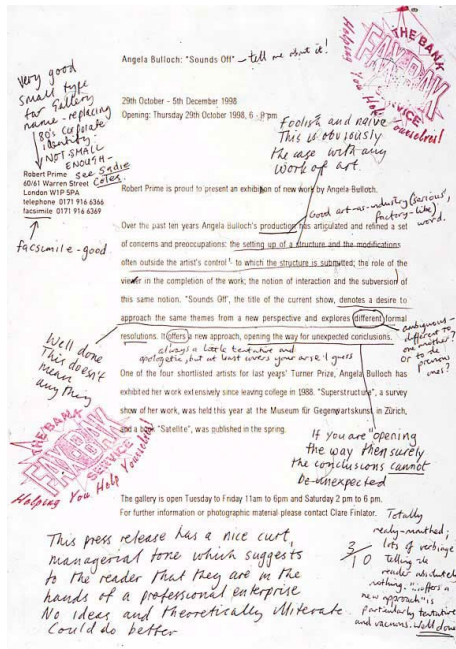 Angela Bulloch: "Sounds Off" - tell me about it!
THE BANK
FAX-BAK
SERVICE
Helping You Help Yourselves!
very good
small type
for Gallery
name - replacing
80's corporate
identity.
NOT SMALL
ENOUGH -
see Sadie
Coles.
29th October - 5th December 1998
Opening: Thursday 29th October 1998, 6 - 8 pm
Foolish and naive
This is obviously
the case with any
work of art.
Robert Prime
60/61 Warren Street
London W1P 5PA
telephone 0171 916 6366
facsimile 0171 916 6369
facsimile - good.
Robert Prime is proud to present an exhibition of new work by Angela Bulloch.
Good art-as-industry (serious,
factory-like)
word.
Over the past ten years Angela Bulloch's production has articulated and refined a set
of concerns and preoccupations: the setting up of a structure and the modifications
often outside the artist's control - to which the structure is submitted; the role of the
viewer in the completion of the work; the notion of interaction and the subversion of
this same notion. "Sounds Off", the title of the current show, denotes a desire to
approach the same themes from a new perspective and explores different formal
resolutions. It offers a new approach, opening the way for unexpected conclusions.
always a little tentative and
apologetic, but at least covers your arse I guess
ambiguous -
different to
or another?
or to de
previous
ones?
Well done
This doesn't
mean
anything
One of the four shortlisted artists for last years' Turner Prize, Angela Bulloch has
exhibited her work extensively since leaving college in 1988. "Superstructure", a survey
show of her work, was held this year at the Museum für Gegenwartskunst in Zürich,
and a book "Satellite", was published in the spring.
THE BANK
FAX-BAK
SERVICE
Helping You Help Yourselves!
If you are "opening
the way" then surely
the conclusions cannot
be unexpected
The gallery is open Tuesday to Friday 11am to 6pm and Saturday 2 pm to 6 pm.
For further information or photographic material please contact Clare Finlator.
This press release has a nice curt,
managerial tone which suggests
to the reader that they are in the
hands of a professional enterprise
No ideas and theoretically illiterate
Could do better
3/10
Totally
mealy-mouthed;
lots of verbiage
Telling the
reader absolutely
nothing. "..offers a
new approach" is
particularly tentative
and vacuous. Well done